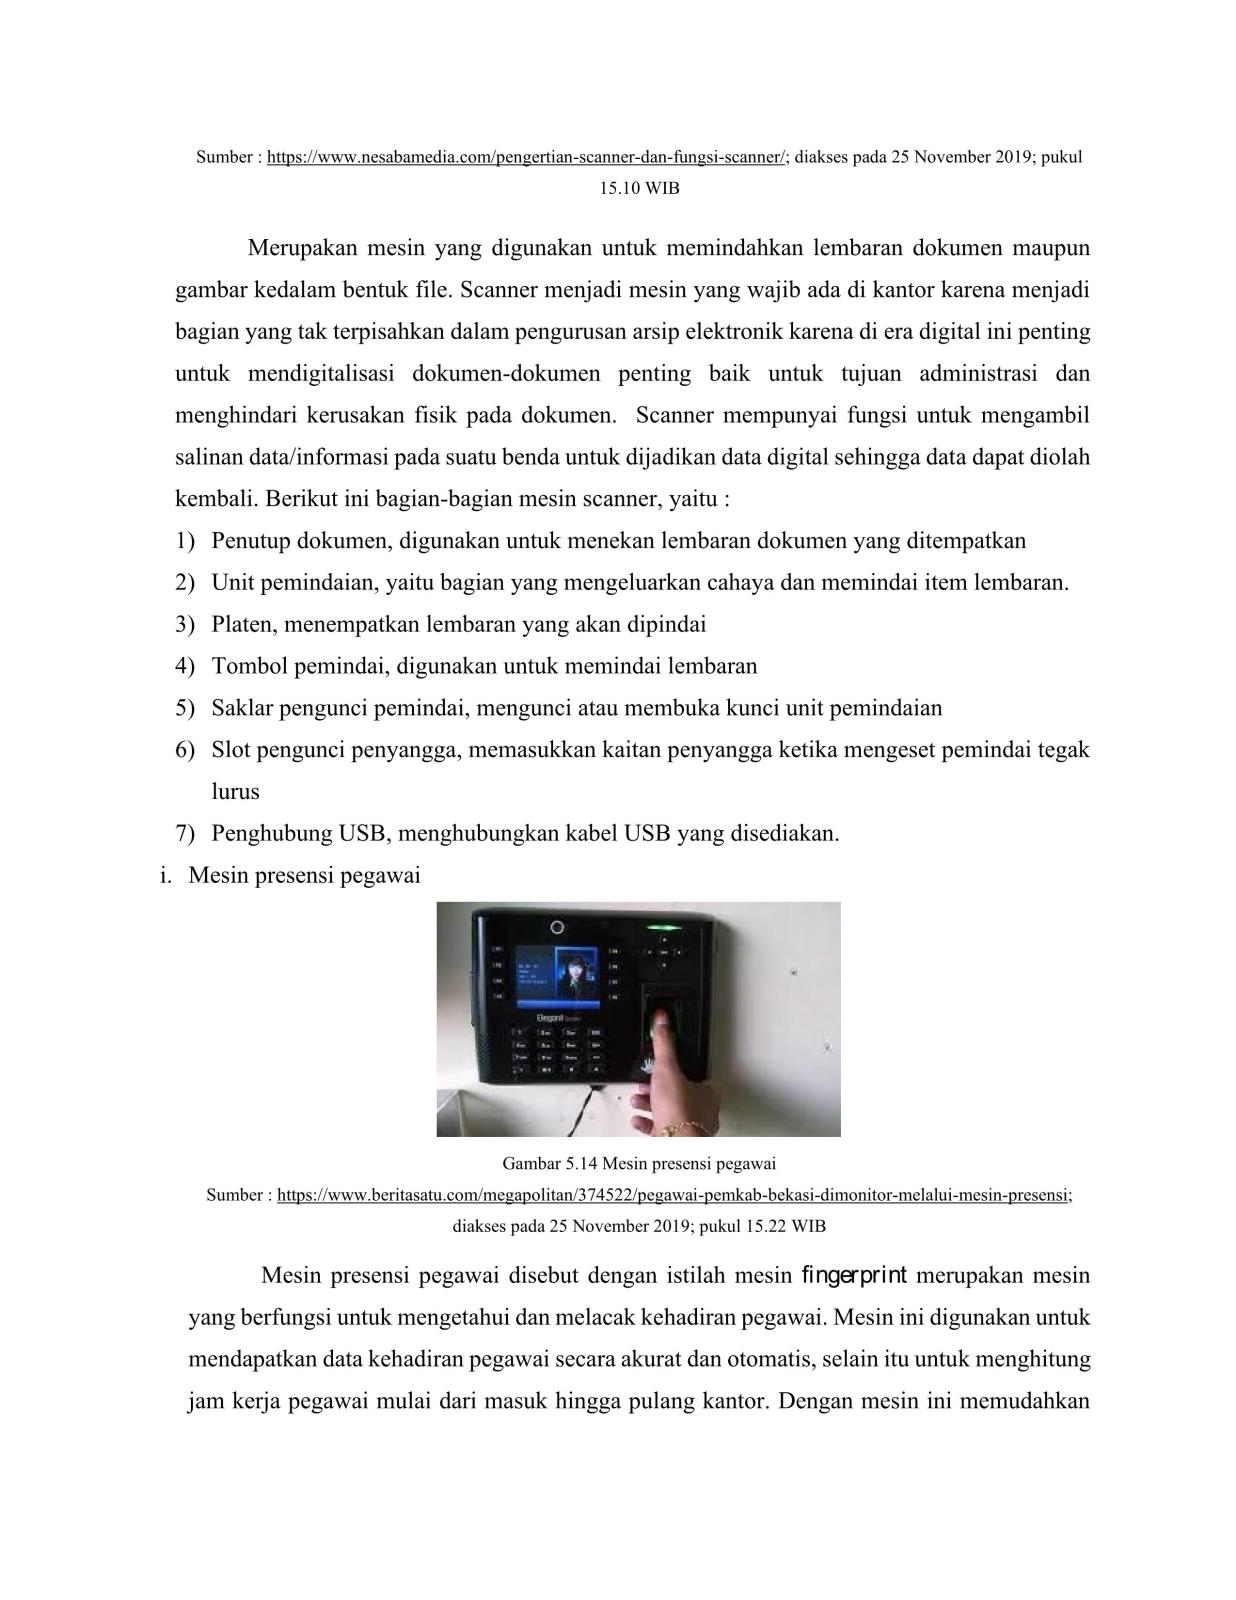 Sumber : https://www.nesabamedia.com/pengertian-scanner-dan-fungsi-scanner/; diakses pada 25 November 2019; pukul
15.10 WIB
Merupakan mesin yang digunakan untuk memindahkan lembaran dokumen maupun
gambar kedalam bentuk file. Scanner menjadi mesin yang wajib ada di kantor karena menjadi
bagian yang tak terpisahkan dalam pengurusan arsip elektronik karena di era digital ini penting
untuk mendigitalisasi dokumen-dokumen penting baik untuk tujuan administrasi dan
menghindari kerusakan fisik pada dokumen.  Scanner mempunyai fungsi untuk mengambil
salinan data/informasi pada suatu benda untuk dijadikan data digital sehingga data dapat diolah
kembali. Berikut ini bagian-bagian mesin scanner, yaitu :
1) Penutup dokumen, digunakan untuk menekan lembaran dokumen yang ditempatkan
2) Unit pemindaian, yaitu bagian yang mengeluarkan cahaya dan memindai item lembaran.
3) Platen, menempatkan lembaran yang akan dipindai
4) Tombol pemindai, digunakan untuk memindai lembaran
5) Saklar pengunci pemindai, mengunci atau membuka kunci unit pemindaian
6) Slot pengunci penyangga, memasukkan kaitan penyangga ketika mengeset pemindai tegak
lurus
7) Penghubung USB, menghubungkan kabel USB yang disediakan.
i. Mesin presensi pegawai
Elegant
Gambar 5.14 Mesin presensi pegawai
Sumber : https://www.beritasatu.com/megapolitan/374522/pegawai-pemkab-bekasi-dimonitor-melalui-mesin-presensi;
diakses pada 25 November 2019; pukul 15.22 WIB
Mesin presensi pegawai disebut dengan istilah mesin fingerprint merupakan mesin
yang berfungsi untuk mengetahui dan melacak kehadiran pegawai. Mesin ini digunakan untuk
mendapatkan data kehadiran pegawai secara akurat dan otomatis, selain itu untuk menghitung
jam kerja pegawai mulai dari masuk hingga pulang kantor. Dengan mesin ini memudahkan